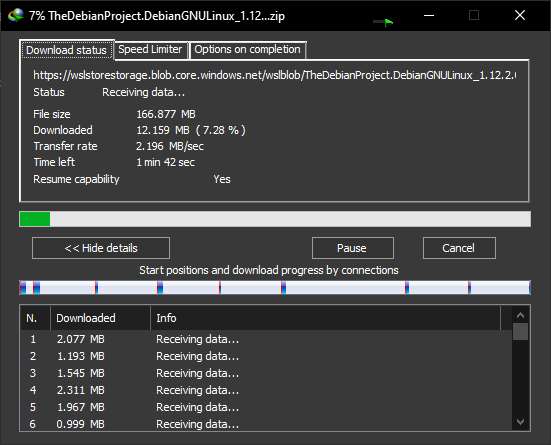 7% TheDebianProject.DebianGNULinux_1.12...zip
Download status Speed Limiter Options on completion
https://wslstorestorage.blob.core.windows.net/wslblob/TheDebianProject.DebianGNULinux_1.12.2.0
Status Receiving data...
File size 166.877 MB
Downloaded 12.159 MB ( 7.28 % )
Transfer rate 2.196 MB/sec
Time left 1 min 42 sec
Resume capability Yes
<< Hide details Pause Cancel
Start positions and download progress by connections
N. Downloaded Info
1 2.077 MB Receiving data...
2 1.193 MB Receiving data...
3 1.545 MB Receiving data...
4 2.311 MB Receiving data...
5 1.967 MB Receiving data...
6 0.999 MB Receiving data...